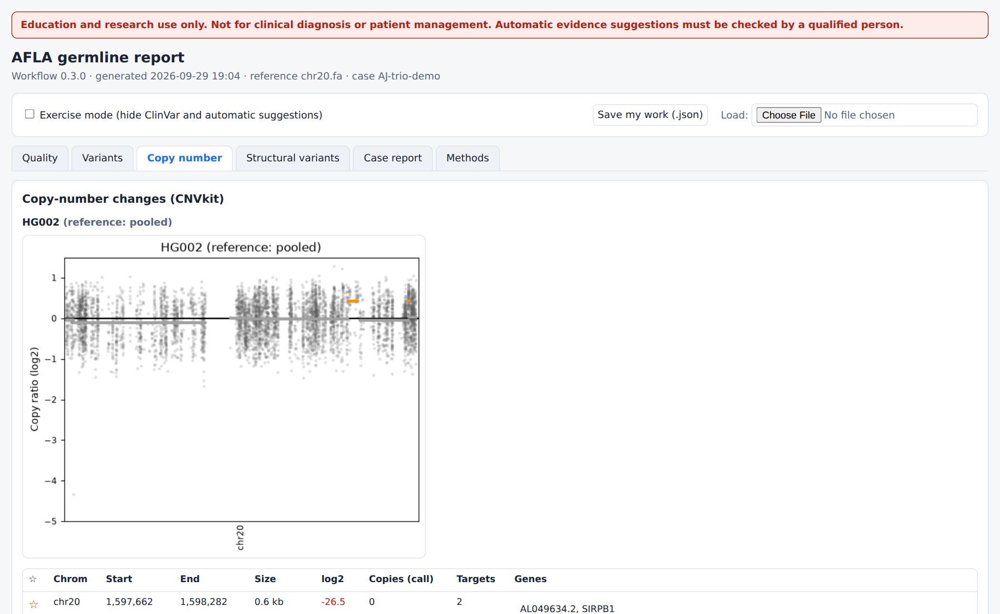 Education and research use only. Not for clinical diagnosis or patient management. Automatic evidence suggestions must be checked by a qualified person.
AFLA germline report
Workflow 0.3.0 · generated 2026-09-29 19:04 · reference chr20.fa · case AJ-trio-demo
Exercise mode (hide ClinVar and automatic suggestions)
Save my work (.json)
Load: Choose File No file chosen
Quality
Variants
Copy number
Structural variants
Case report
Methods
Copy-number changes (CNVkit)
HG002 (reference: pooled)
HG002 (reference: pooled)
Copy ratio (log2)
1
0
−1
−2
−3
−4
−5
chr20
☆ Chrom Start End Size log2 Copies (call) Targets Genes
☆ chr20 1,597,662 1,598,282 0.6 kb -26.5 0 2 AL049634.2, SIRPB1